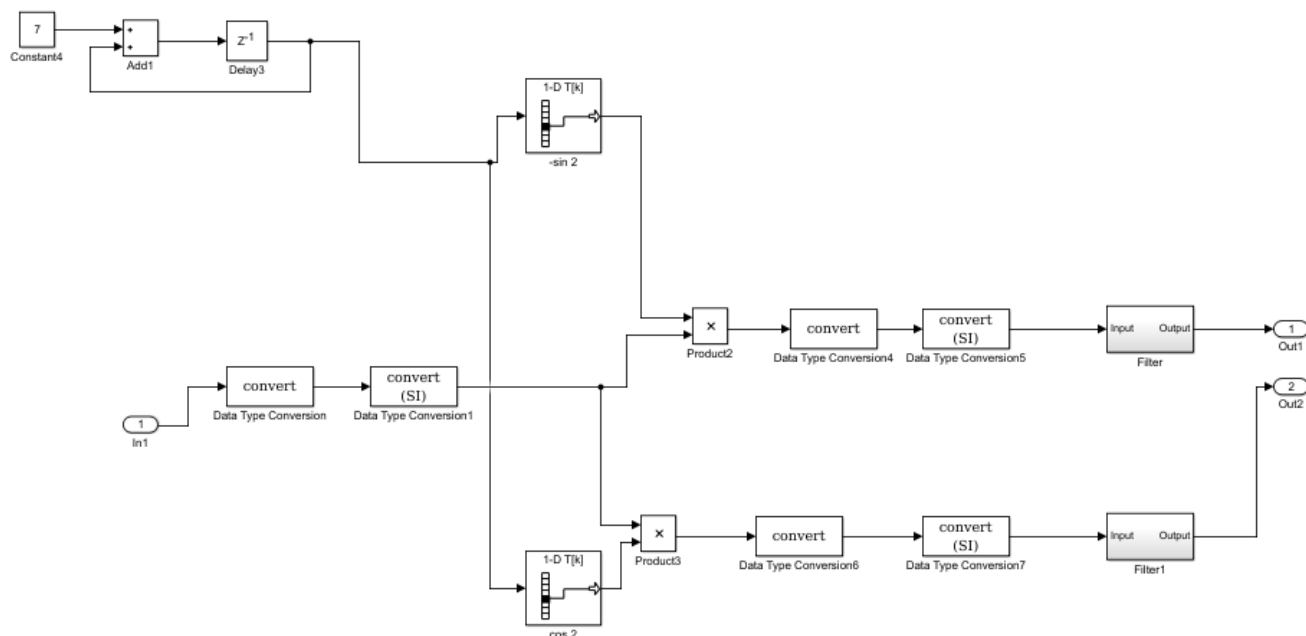 7
Constant4
+
+
Add1
Z-1
Delay3
1-D T[k]
-sin 2
×
Product2
convert
Data Type Conversion4
convert
(SI)
Data Type Conversion5
Input Output
Filter
1
Out1
convert
Data Type Conversion
convert
(SI)
Data Type Conversion1
1
In1
2
Out2
1-D T[k]
cos 2
×
Product3
convert
Data Type Conversion6
convert
(SI)
Data Type Conversion7
Input Output
Filter1